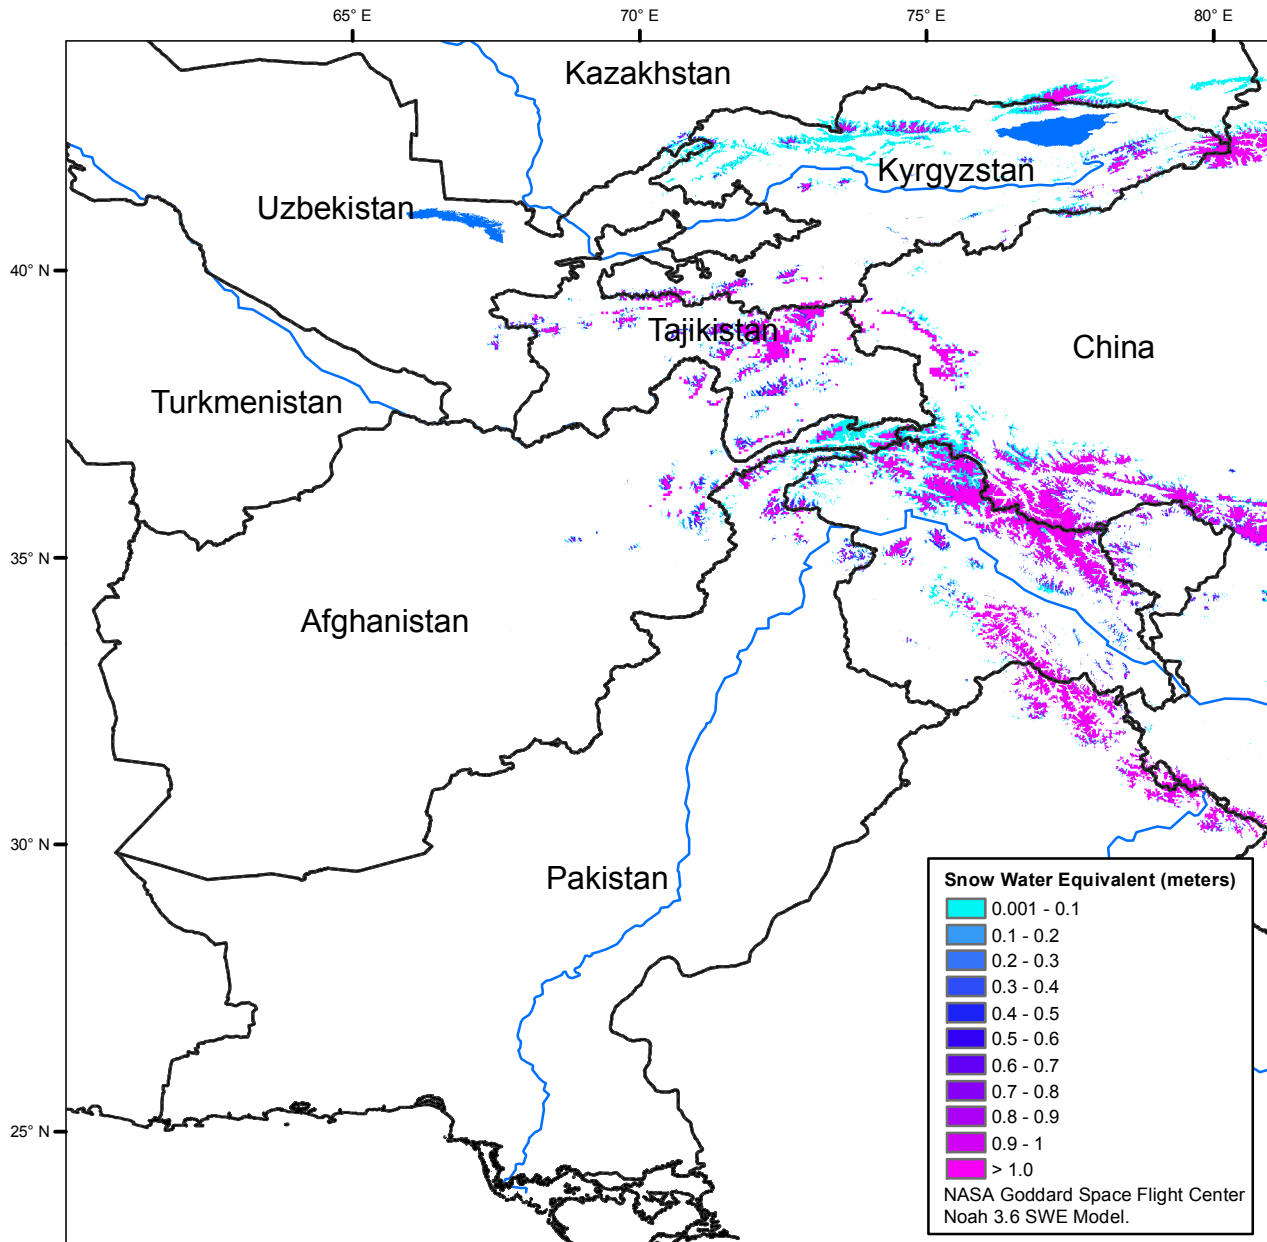 65° E
70° E
75° E
80° E
Kazakhstan
Kyrgyzstan
Uzbekistan
40° N
Tajikistan
China
Turkmenistan
35° N
Afghanistan
30° N
Pakistan
25° N
Snow Water Equivalent (meters)
0.001 - 0.1
0.1 - 0.2
0.2 - 0.3
0.3 - 0.4
0.4 - 0.5
0.5 - 0.6
0.6 - 0.7
0.7 - 0.8
0.8 - 0.9
0.9 - 1
> 1.0
NASA Goddard Space Flight Center
Noah 3.6 SWE Model.